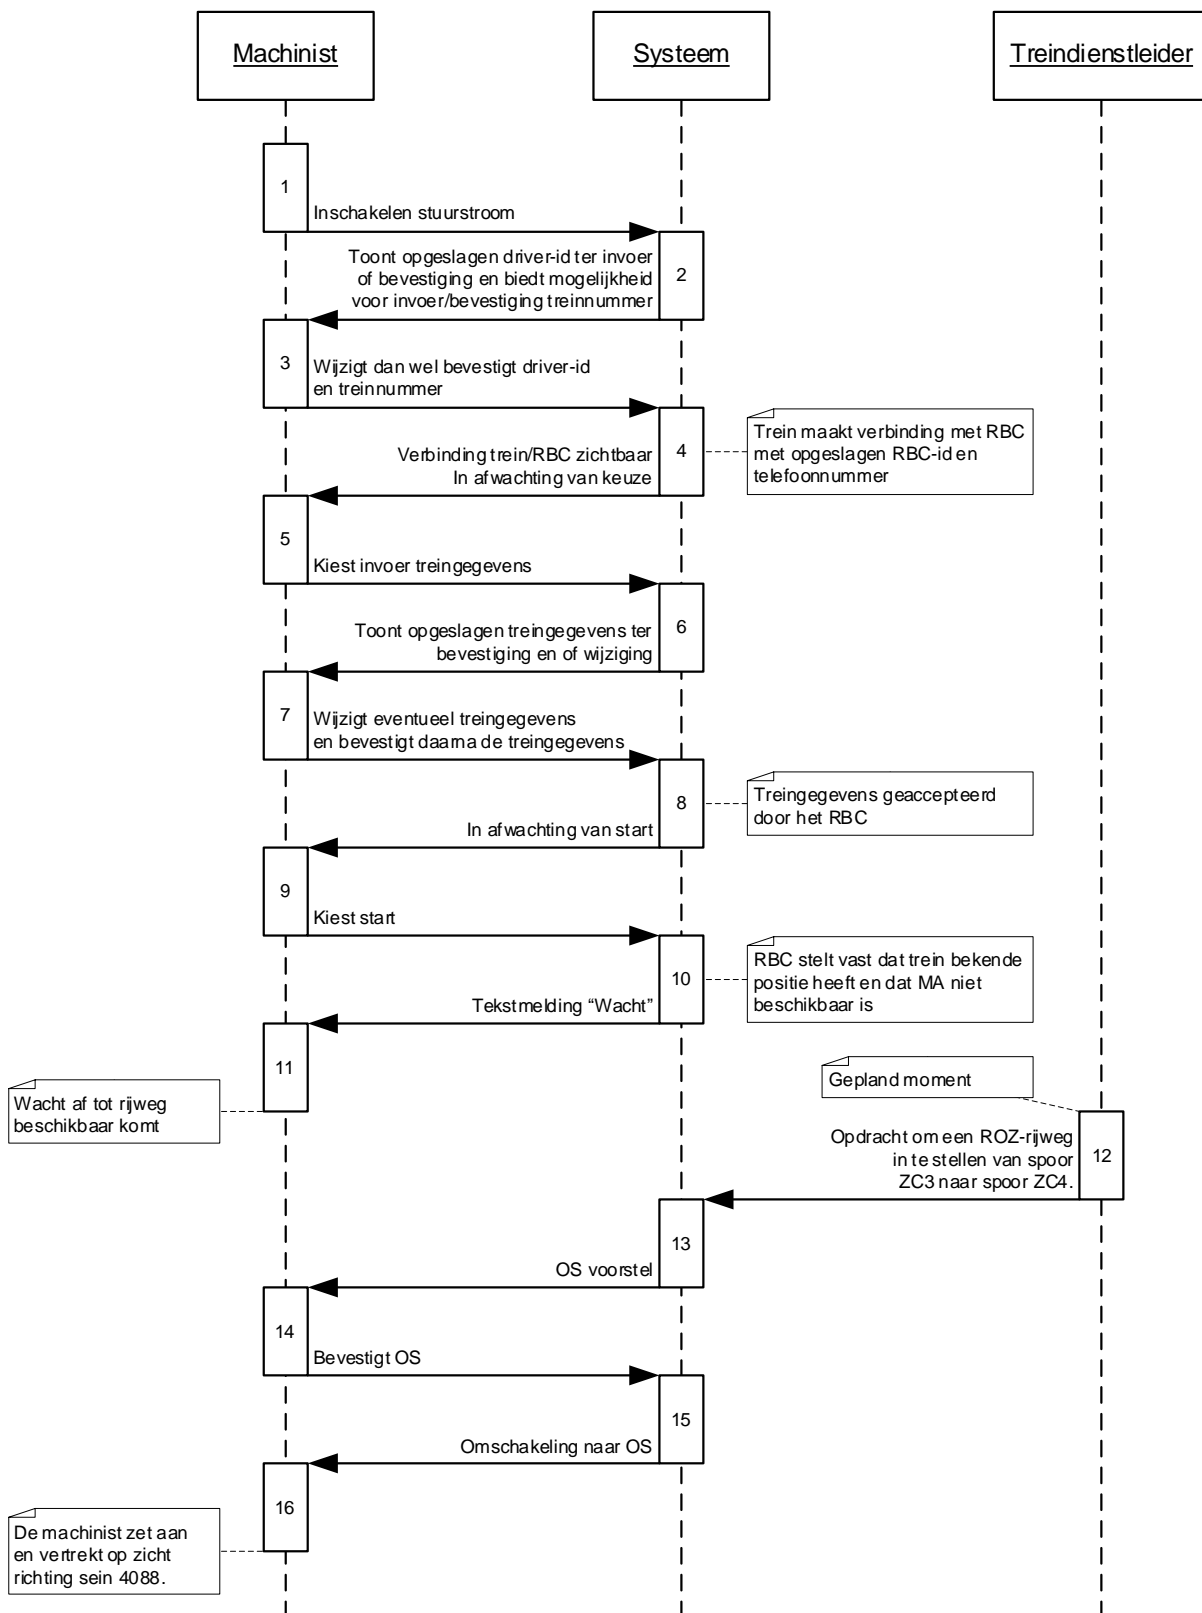 Machinist
Systeem
Treindienstleider
1
Inschakelen stuurstroom
Toont opgeslagen driver-id ter invoer
of bevestiging en biedt mogelijkheid
voor invoer/bevestiging treinnummer
2
3
Wijzigt dan wel bevestigt driver-id
en treinnummer
Verbinding trein/RBC zichtbaar
In afwachting van keuze
4
Trein maakt verbinding met RBC
met opgeslagen RBC-id en
telefoonnummer
5
Kiest invoer treingegevens
Toont opgeslagen treingegevens ter
bevestiging en of wijziging
6
7
Wijzigt eventueel treingegevens
en bevestigt daarna de treingegevens
8
In afwachting van start
Treingegevens geaccepteerd
door het RBC
9
Kiest start
10
Tekstmelding “Wacht”
RBC stelt vast dat trein bekende
positie heeft en dat MA niet
beschikbaar is
11
Wacht af tot rijweg
beschikbaar komt
Gepland moment
Opdracht om een ROZ-rijweg
in te stellen van spoor
ZC3 naar spoor ZC4.
12
13
OS voorstel
14
Bevestigt OS
15
Omschakeling naar OS
16
De machinist zet aan
en vertrekt op zicht
richting sein 4088.